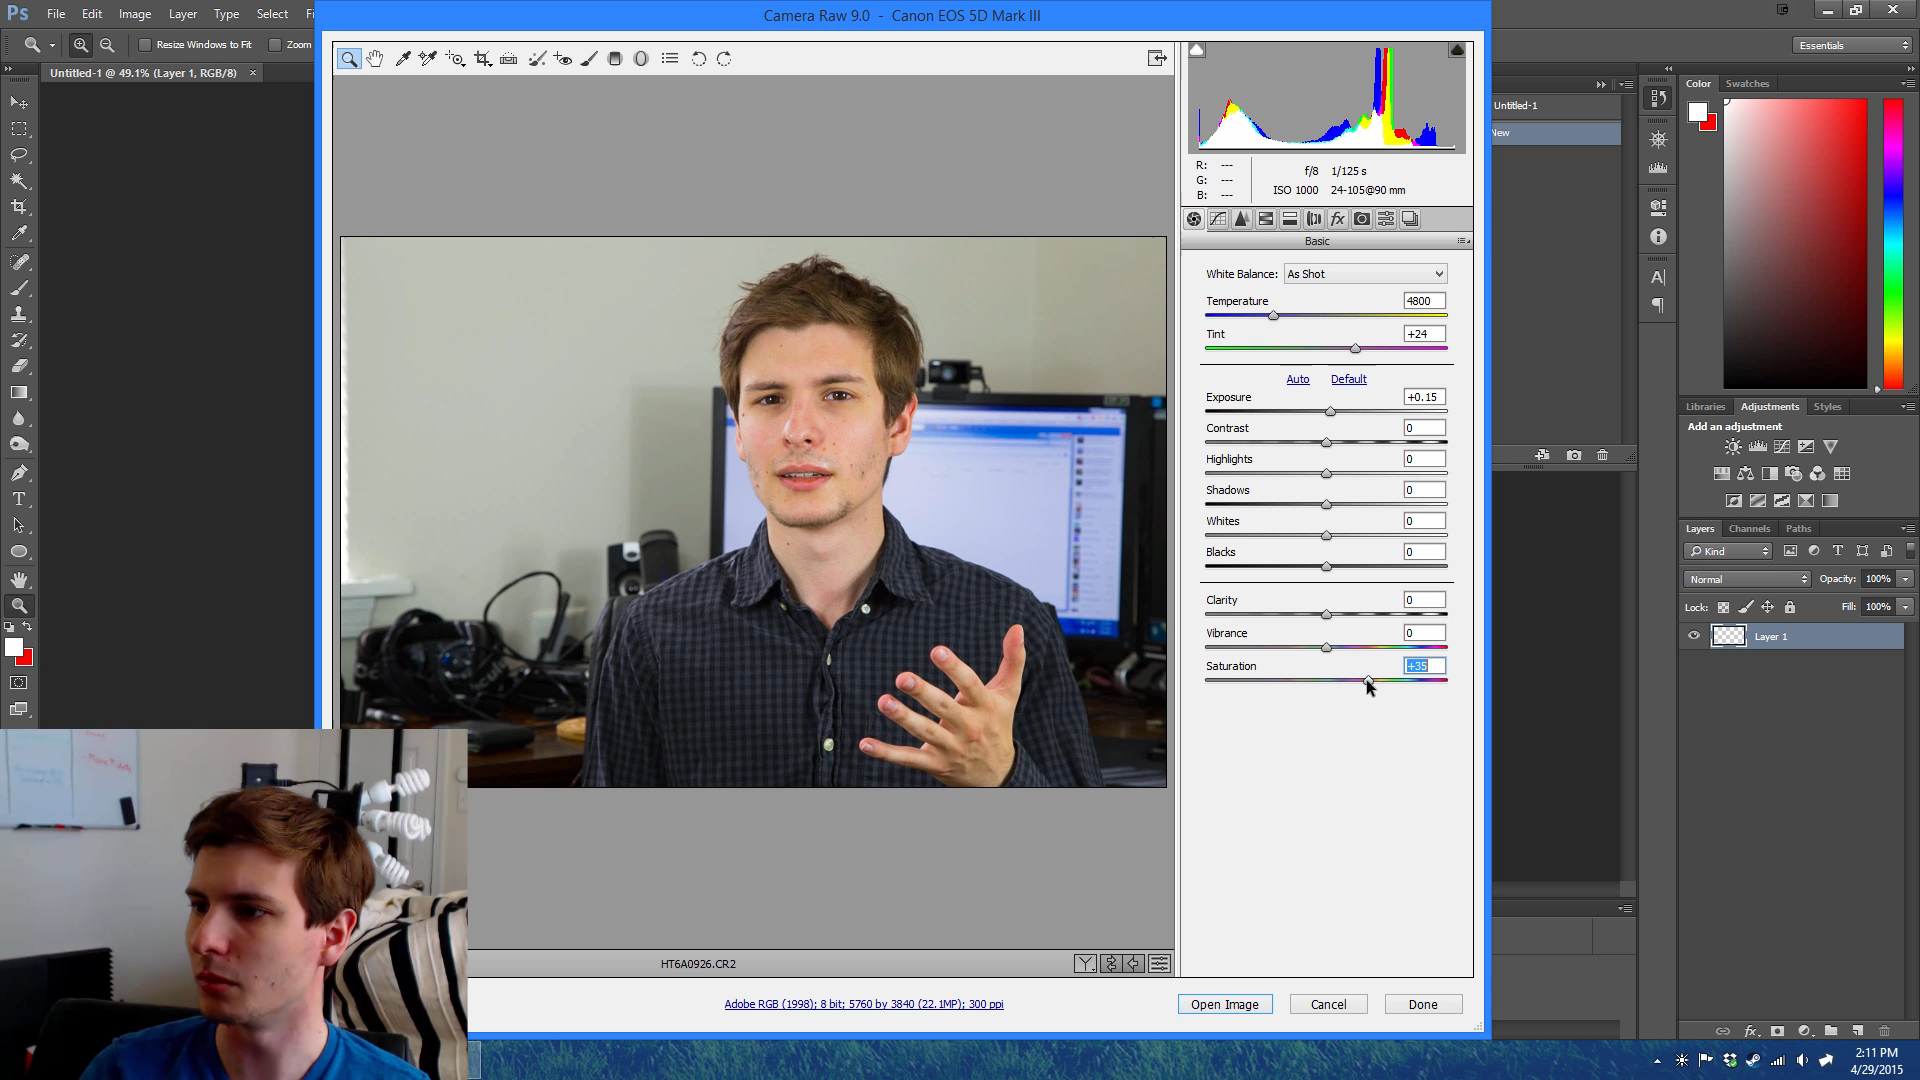 Ps File Edit Image Layer Type Select
Camera Raw 9.0 - Canon EOS 5D Mark III
Resize Windows to Fit Zoom
Essentials
Untitled-1 @ 49.1% (Layer 1, RGB/8) ×
Color Swatches
Untitled-1
New
R: ---
G: ---
B: ---
f/8 1/125 s
ISO 1000 24-105@90 mm
Basic
White Balance: As Shot
Temperature 4800
Tint +24
Auto Default
Exposure +0.15
Contrast 0
Highlights 0
Shadows 0
Whites 0
Blacks 0
Clarity 0
Vibrance 0
Saturation +35
Libraries Adjustments Styles
Add an adjustment
Layers Channels Paths
Kind
Normal Opacity: 100%
Lock: Fill: 100%
Layer 1
HT6A0926.CR2
Adobe RGB (1998); 8 bit; 5760 by 3840 (22.1MP); 300 ppi
Open Image Cancel Done
2:11 PM
4/29/2015